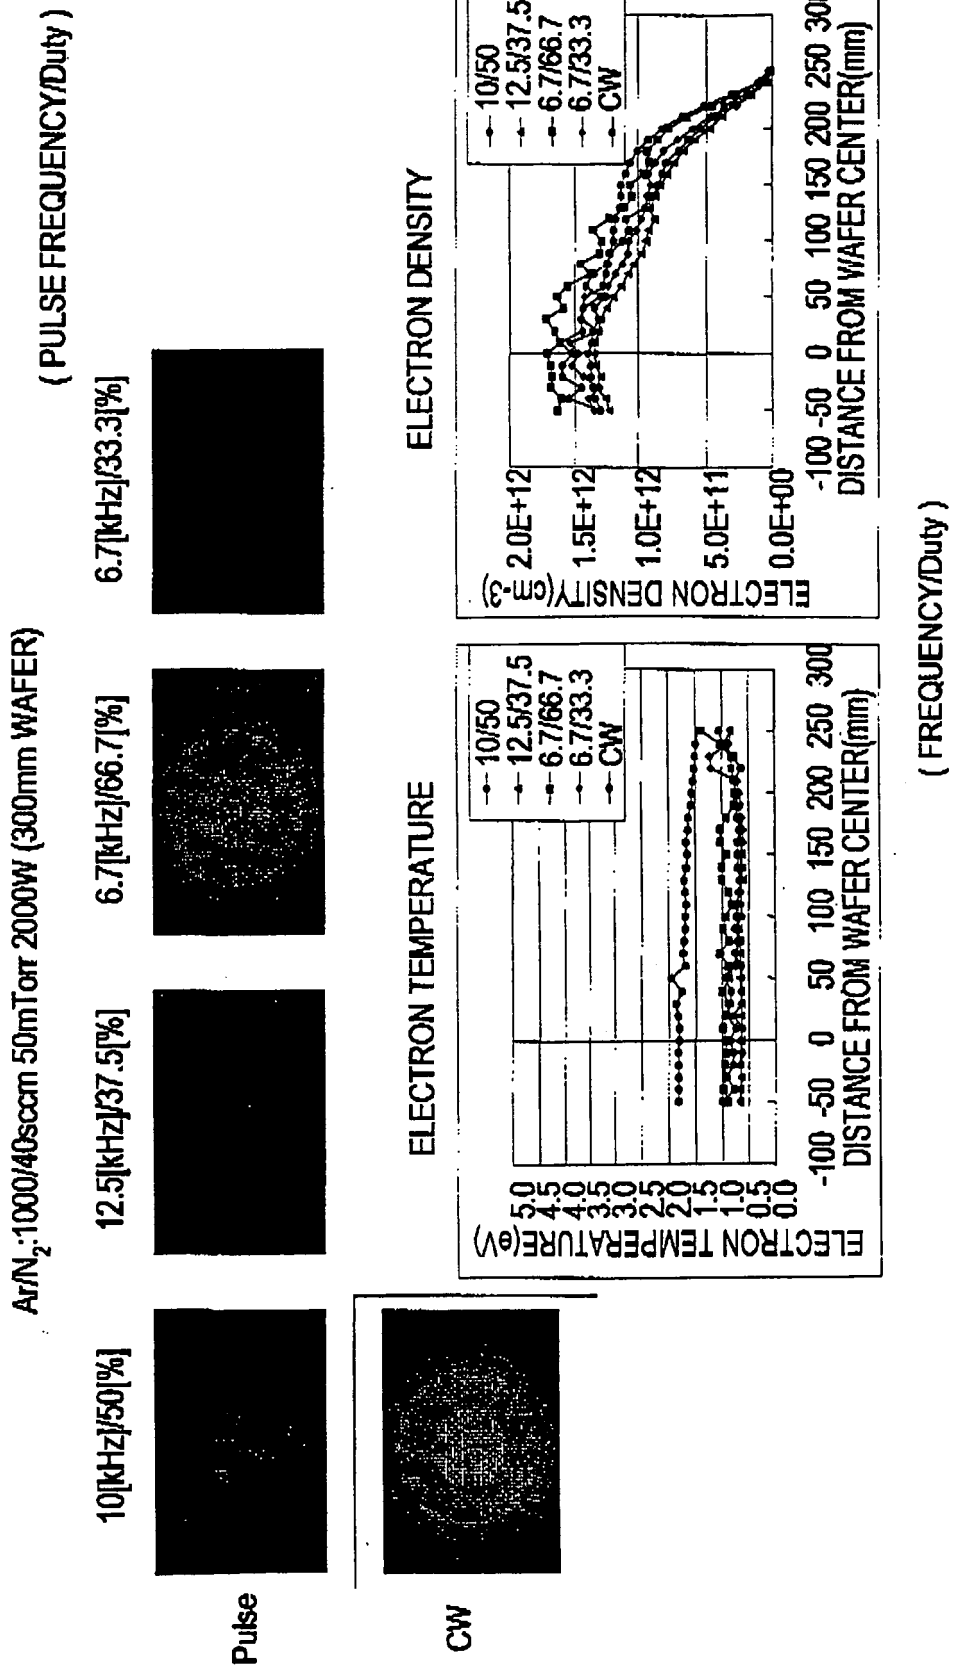 Ar/N2:1000/40sccm 50mTorr 2000W (300mm WAFER)
( PULSE FREQUENCY/Duty )
10[kHz]/50[%]
12.5[kHz]/37.5[%]
6.7[kHz]/66.7[%]
6.7[kHz]/33.3[%]
Pulse
CW
ELECTRON TEMPERATURE
ELECTRON TEMPERATURE(eV)
5.0
4.5
4.0
3.5
3.0
2.5
2.0
1.5
1.0
0.5
0.0
10/50
12.5/37.5
6.7/66.7
6.7/33.3
CW
-100 -50 0 50 100 150 200 250 300
DISTANCE FROM WAFER CENTER(mm)
ELECTRON DENSITY
ELECTRON DENSITY(cm-3)
2.0E+12
1.5E+12
1.0E+12
5.0E+11
0.0E+00
10/50
12.5/37.5
6.7/66.7
6.7/33.3
CW
-100 -50 0 50 100 150 200 250 300
DISTANCE FROM WAFER CENTER(mm)
( FREQUENCY/Duty )